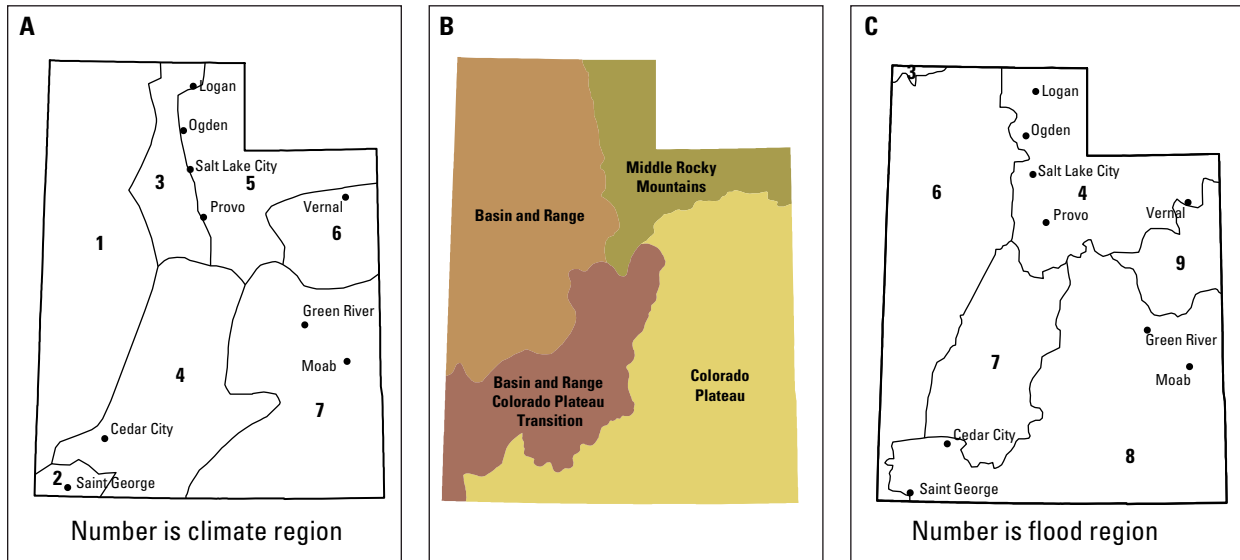 A
Logan
Ogden
Salt Lake City
3
5
Provo
Vernal
6
1
Green River
Moab
4
7
Cedar City
2
Saint George
Number is climate region
B
Middle Rocky
Mountains
Basin and Range
Basin and Range
Colorado Plateau
Transition
Colorado
Plateau
C
3
Logan
Ogden
Salt Lake City
6
4
Provo
Vernal
9
Green River
7
Moab
Cedar City
8
Saint George
Number is flood region